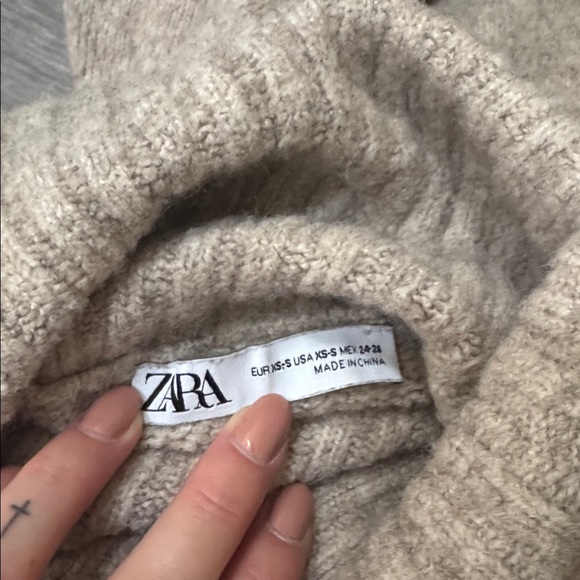 ZARA
EUR XS-S USA XS-S MEX 24-26
MADE IN CHINA